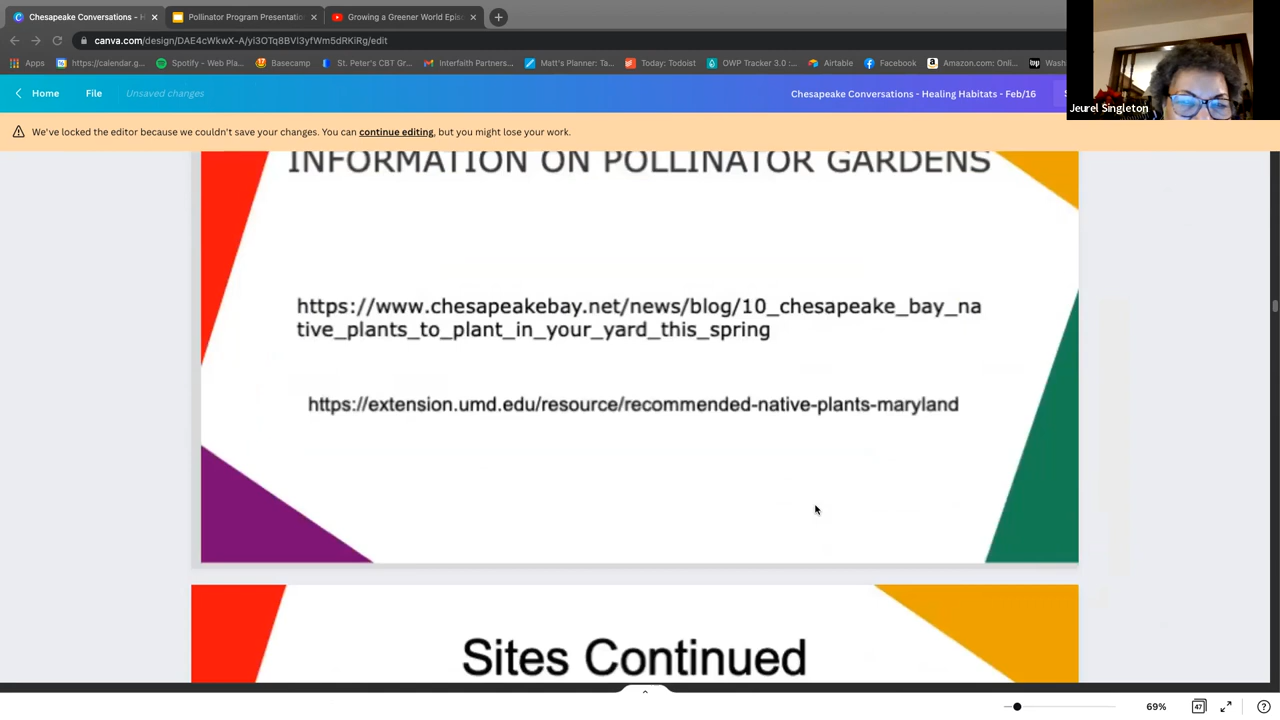 Chesapeake Conversations - H
Pollinator Program Presentatio
Growing a Greener World Epis
canva.com/design/DAE4cWkwX-A/yi3OTq8BVl3yfWm5dRKiRg/edit
Apps
https://calendar.g...
Spotify - Web Pla...
Basecamp
St. Peter's CBT Gr...
Interfaith Partners...
Matt's Planner: Ta...
Today: Todoist
OWP Tracker 3.0 :...
Airtable
Facebook
Amazon.com: Onli...
Wash
Jeurel Singleton
Home
File
Unsaved changes
Chesapeake Conversations - Healing Habitats - Feb/16
We've locked the editor because we couldn't save your changes. You can continue editing, but you might lose your work.
INFORMATION ON POLLINATOR GARDENS
https://www.chesapeakebay.net/news/blog/10_chesapeake_bay_na
tive_plants_to_plant_in_your_yard_this_spring
https://extension.umd.edu/resource/recommended-native-plants-maryland
Sites Continued
69%
47